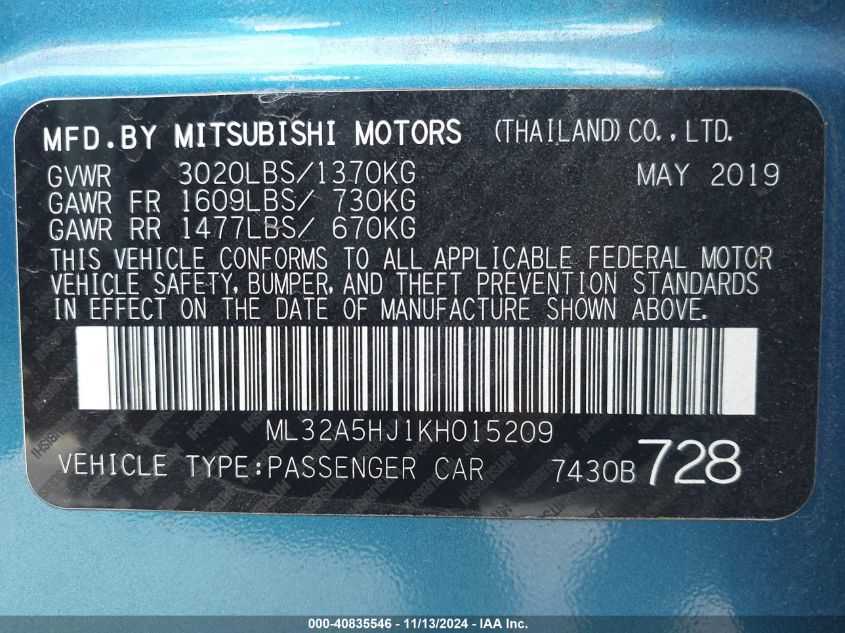 MFD.BY MITSUBISHI MOTORS (THAILAND) CO.,LTD.
GVWR 3020LBS/1370KG MAY 2019
GAWR FR 1609LBS/ 730KG
GAWR RR 1477LBS/ 670KG
THIS VEHICLE CONFORMS TO ALL APPLICABLE FEDERAL MOTOR
VEHICLE SAFETY, BUMPER, AND THEFT PREVENTION STANDARDS
IN EFFECT ON THE DATE OF MANUFACTURE SHOWN ABOVE.
ML32A5HJ1KH015209
VEHICLE TYPE:PASSENGER CAR 7430B728
000-40835546 - 11/13/2024 - IAA Inc.